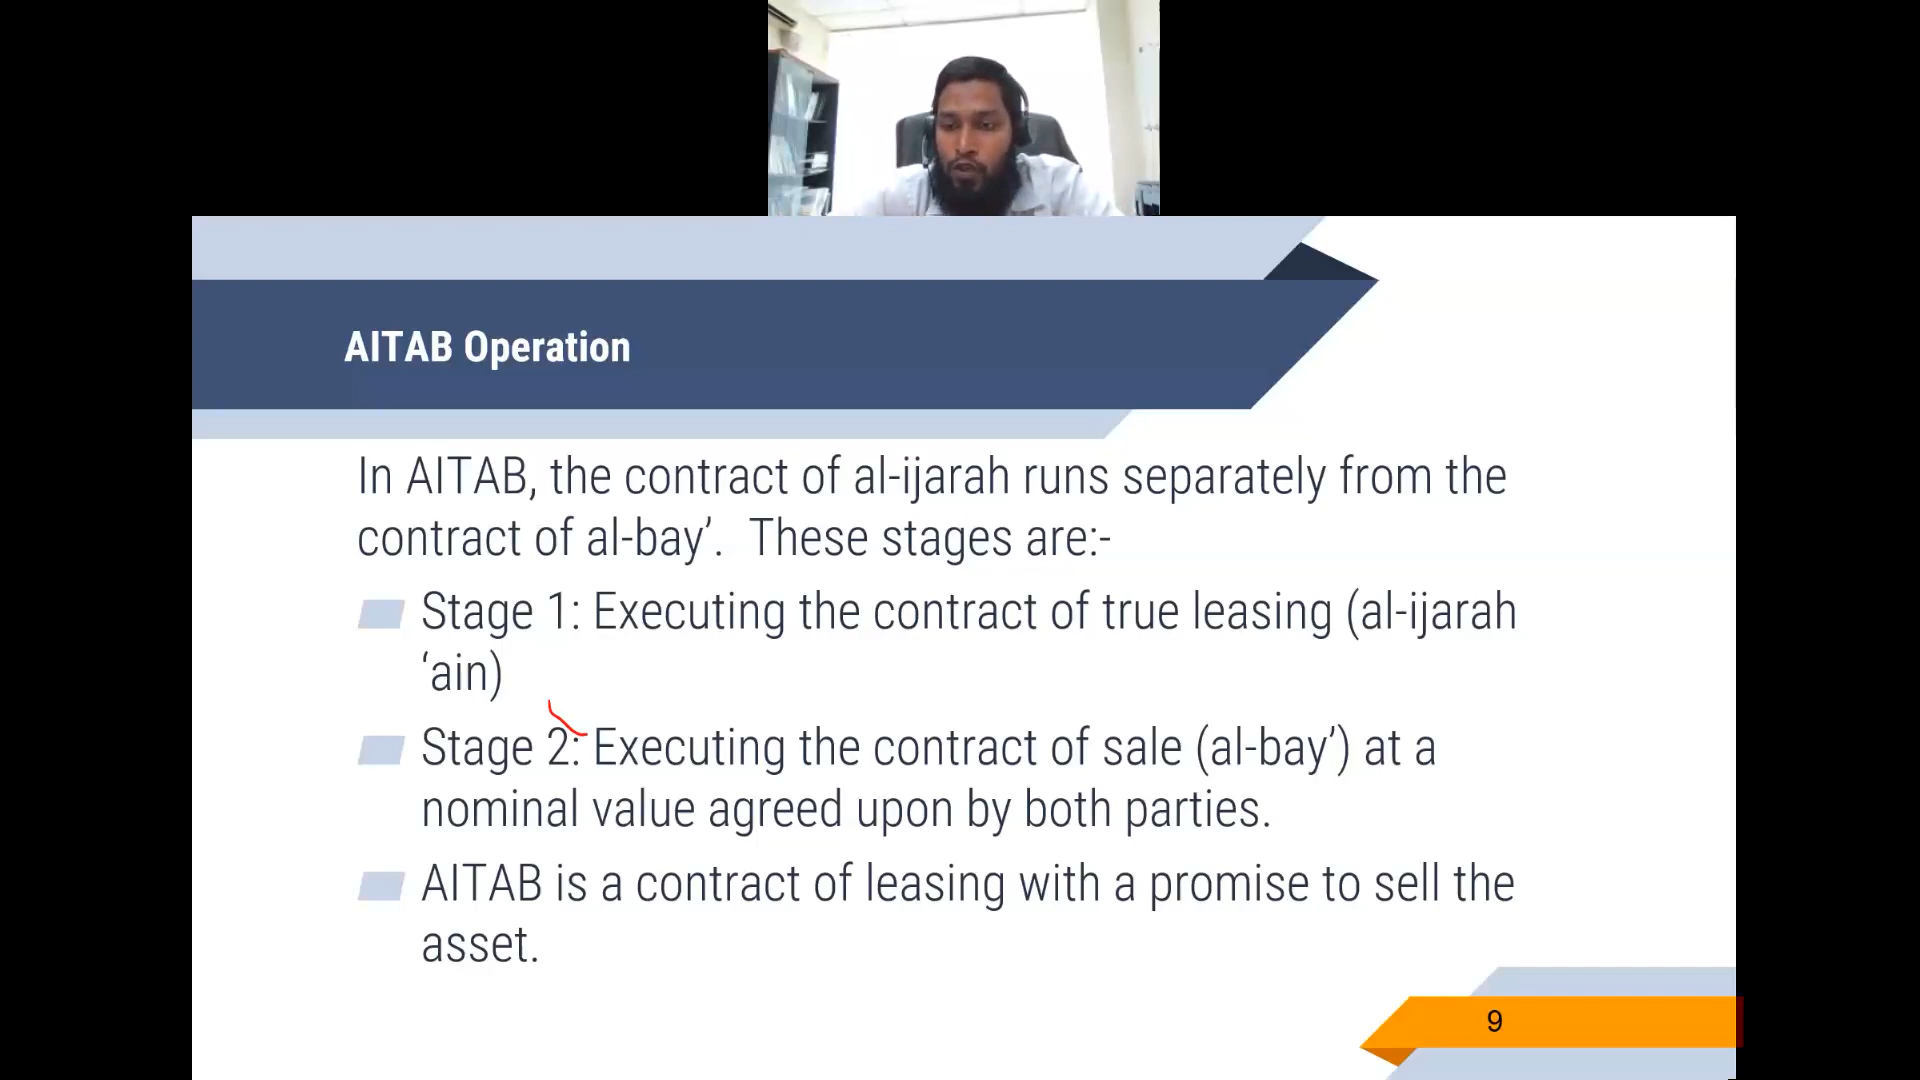 AITAB Operation
In AITAB, the contract of al-ijarah runs separately from the
contract of al-bay’. These stages are:-
Stage 1: Executing the contract of true leasing (al-ijarah
‘ain)
Stage 2: Executing the contract of sale (al-bay’) at a
nominal value agreed upon by both parties.
AITAB is a contract of leasing with a promise to sell the
asset.
9